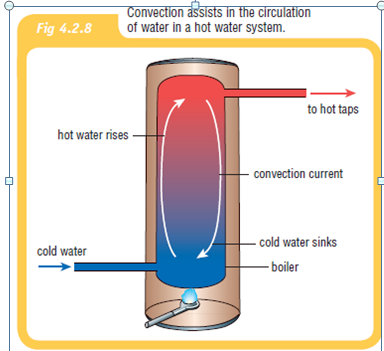 Fig 4.2.8
Convection assists in the circulation
of water in a hot water system.
to hot taps
hot water rises
convection current
cold water sinks
cold water
boiler